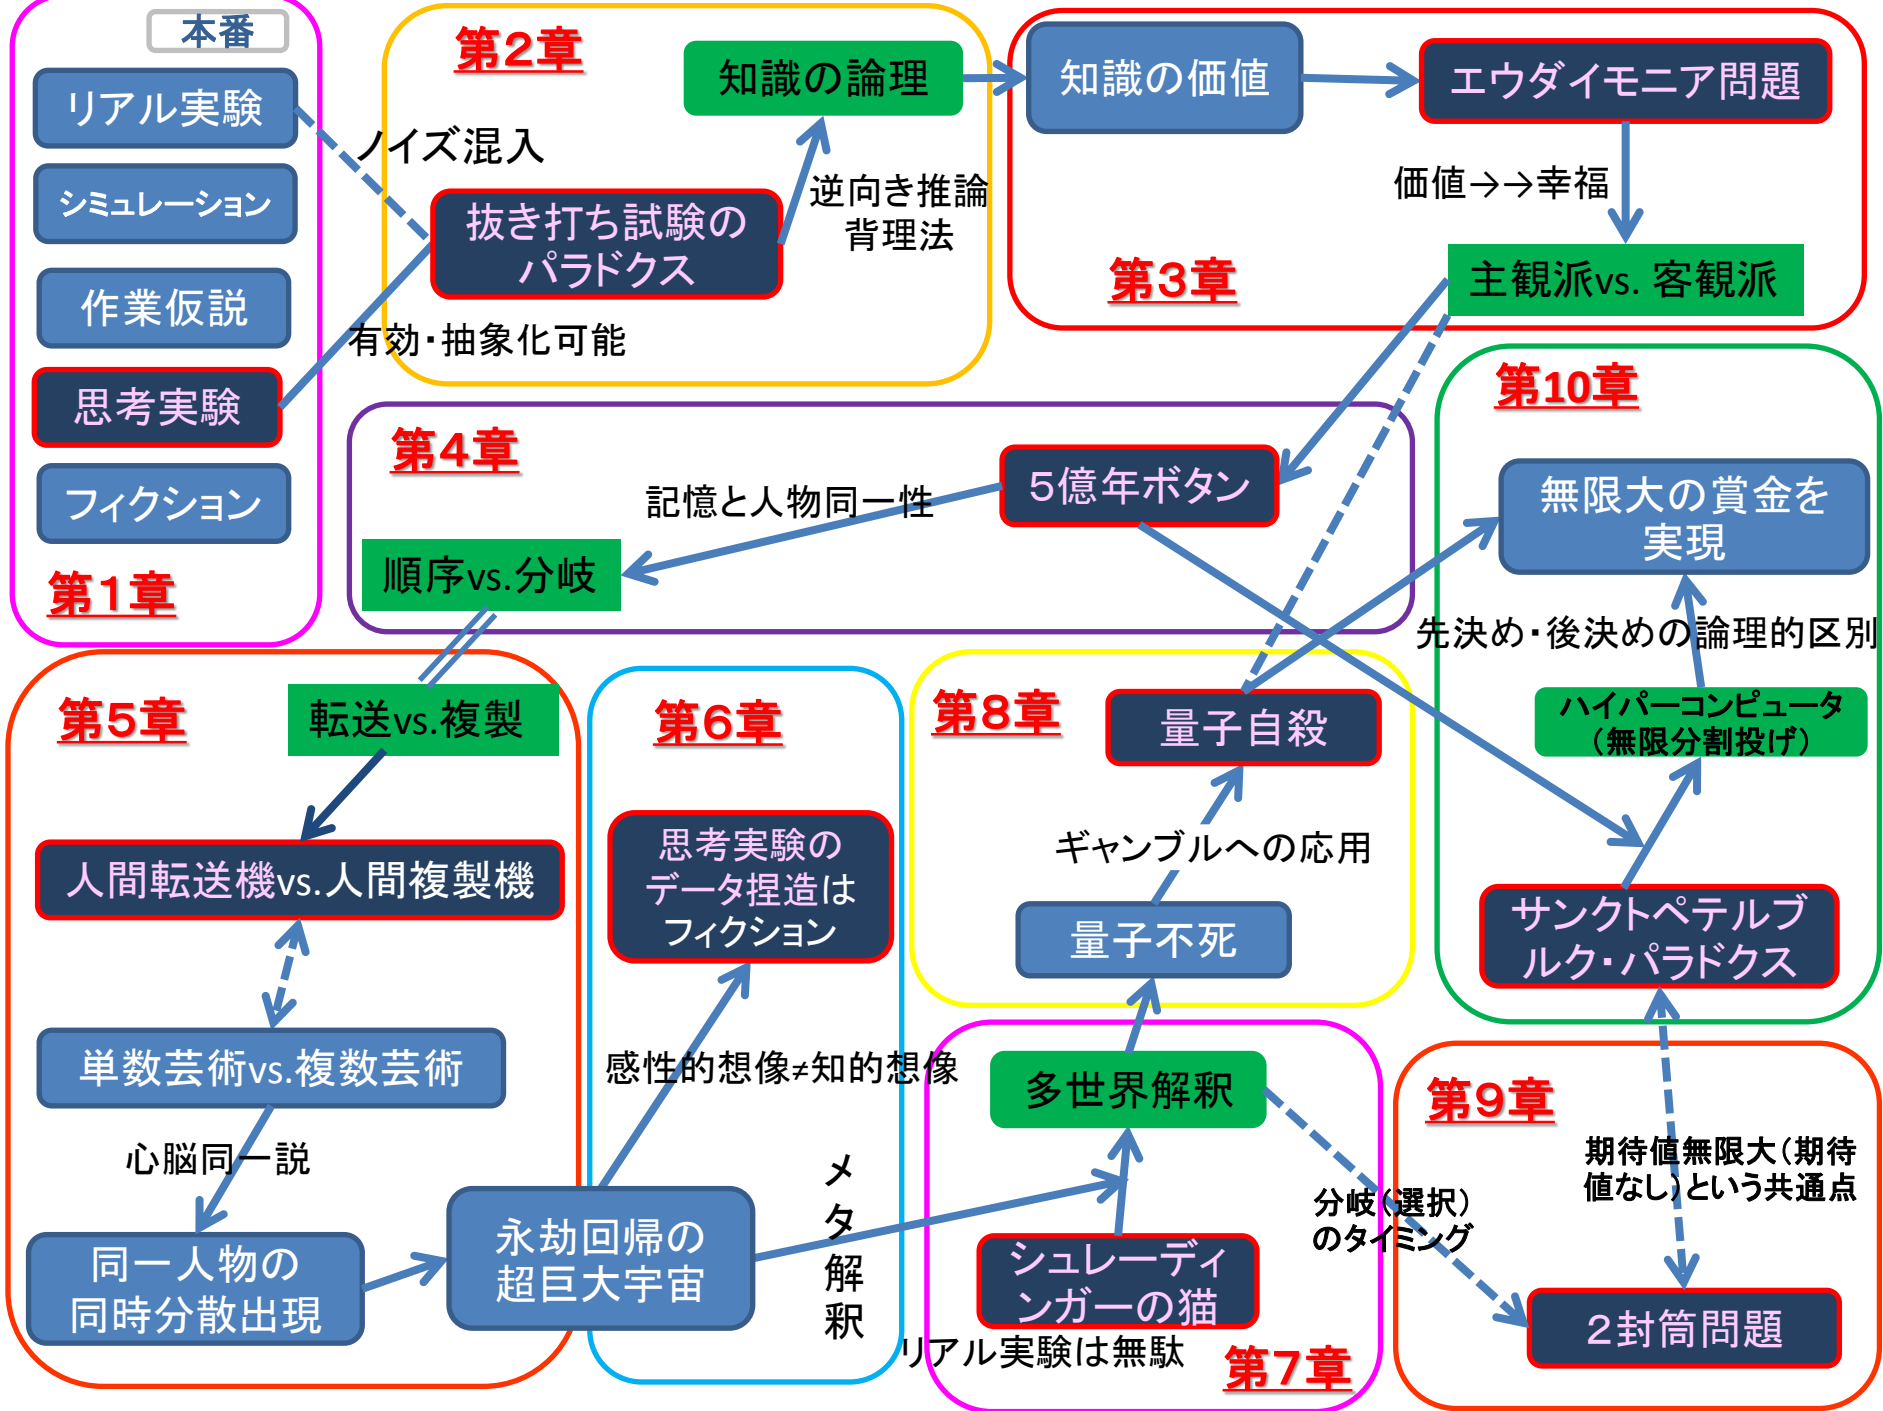 本番
リアル実験
シミュレーション
作業仮説
思考実験
フィクション
第1章
第2章
知識の論理
ノイズ混入
抜き打ち試験の
パラドクス
逆向き推論
背理法
有効・抽象化可能
知識の価値
エウダイモニア問題
価値→→幸福
第3章
主観派vs. 客観派
第4章
5億年ボタン
記憶と人物同一性
順序vs.分岐
第5章
転送vs.複製
人間転送機vs.人間複製機
単数芸術vs.複数芸術
心脳同一説
同一人物の
同時分散出現
第6章
思考実験の
データ捏造は
フィクション
感性的想像≠知的想像
メタ解釈
永劫回帰の
超巨大宇宙
第8章
量子自殺
ギャンブルへの応用
量子不死
多世界解釈
シュレーディ
ンガーの猫
リアル実験は無駄
第7章
第10章
無限大の賞金を
実現
先決め・後決めの論理的区別
ハイパーコンピュータ
（無限分割投げ）
サンクトペテルブ
ルク・パラドクス
第9章
期待値無限大（期待
値なし）という共通点
分岐（選択）
のタイミング
2封筒問題